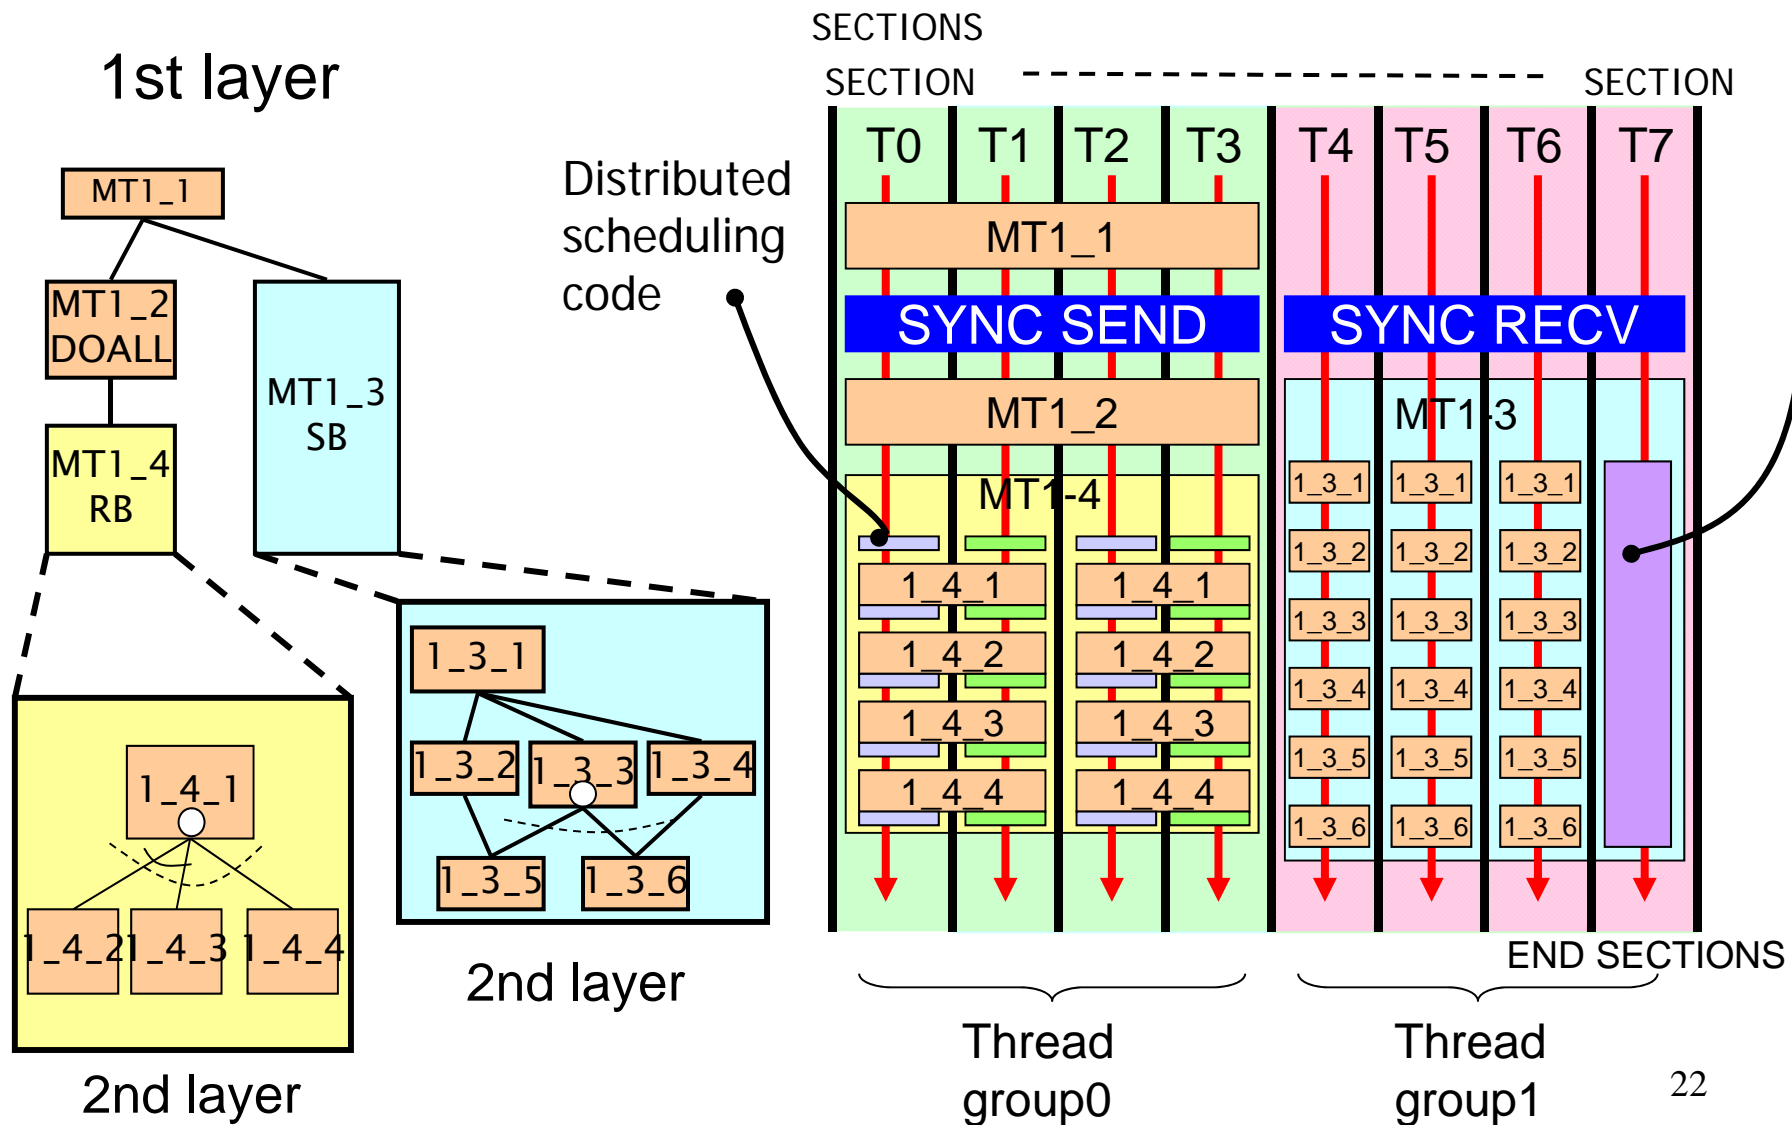 1st layer
MT1_1
MT1_2
DOALL
MT1_3
SB
MT1_4
RB
1_3_1
1_3_2
1_3_3
1_3_4
1_3_5
1_3_6
2nd layer
1_4_1
1_4_2
1_4_3
1_4_4
2nd layer
SECTIONS
SECTION
SECTION
Distributed
scheduling
code
T0 T1 T2 T3 T4 T5 T6 T7
MT1_1
SYNC SEND
SYNC RECV
MT1_2
MT1-3
MT1-4
1_4_1 1_4_1
1_4_2 1_4_2
1_4_3 1_4_3
1_4_4 1_4_4
1_3_1 1_3_1 1_3_1
1_3_2 1_3_2 1_3_2
1_3_3 1_3_3 1_3_3
1_3_4 1_3_4 1_3_4
1_3_5 1_3_5 1_3_5
1_3_6 1_3_6 1_3_6
END SECTIONS
Thread
group0
Thread
group1
22